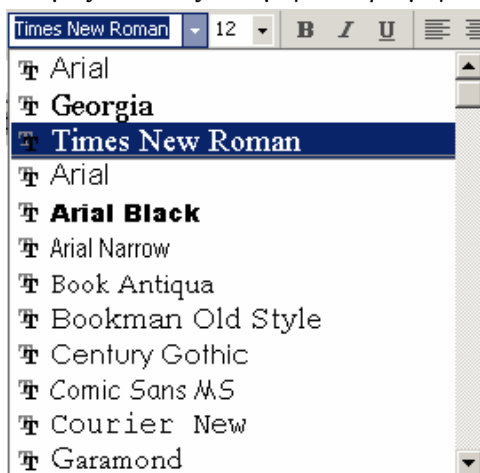 Times New Roman 12 B I U
Arial
Georgia
Times New Roman
Arial
Arial Black
Arial Narrow
Book Antiqua
Bookman Old Style
Century Gothic
Comic Sans MS
Courier New
Garamond